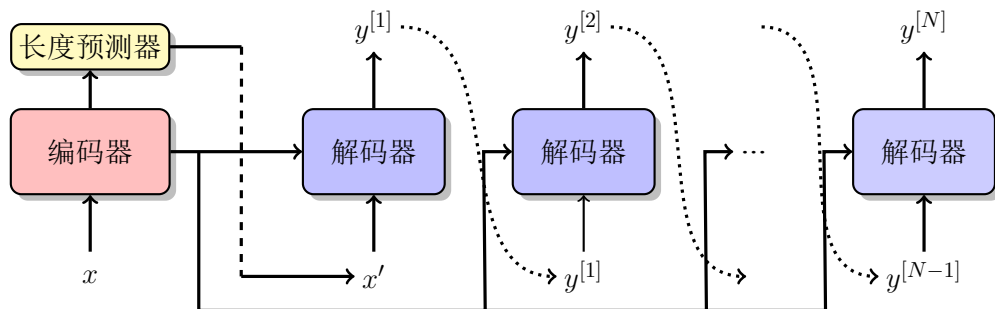 y^{[1]} y^{[2]} ... y^{[N]}
长度预测器
编码器 解码器 解码器 ... 解码器
x x′ y^{[1]} y^{[N−1]}